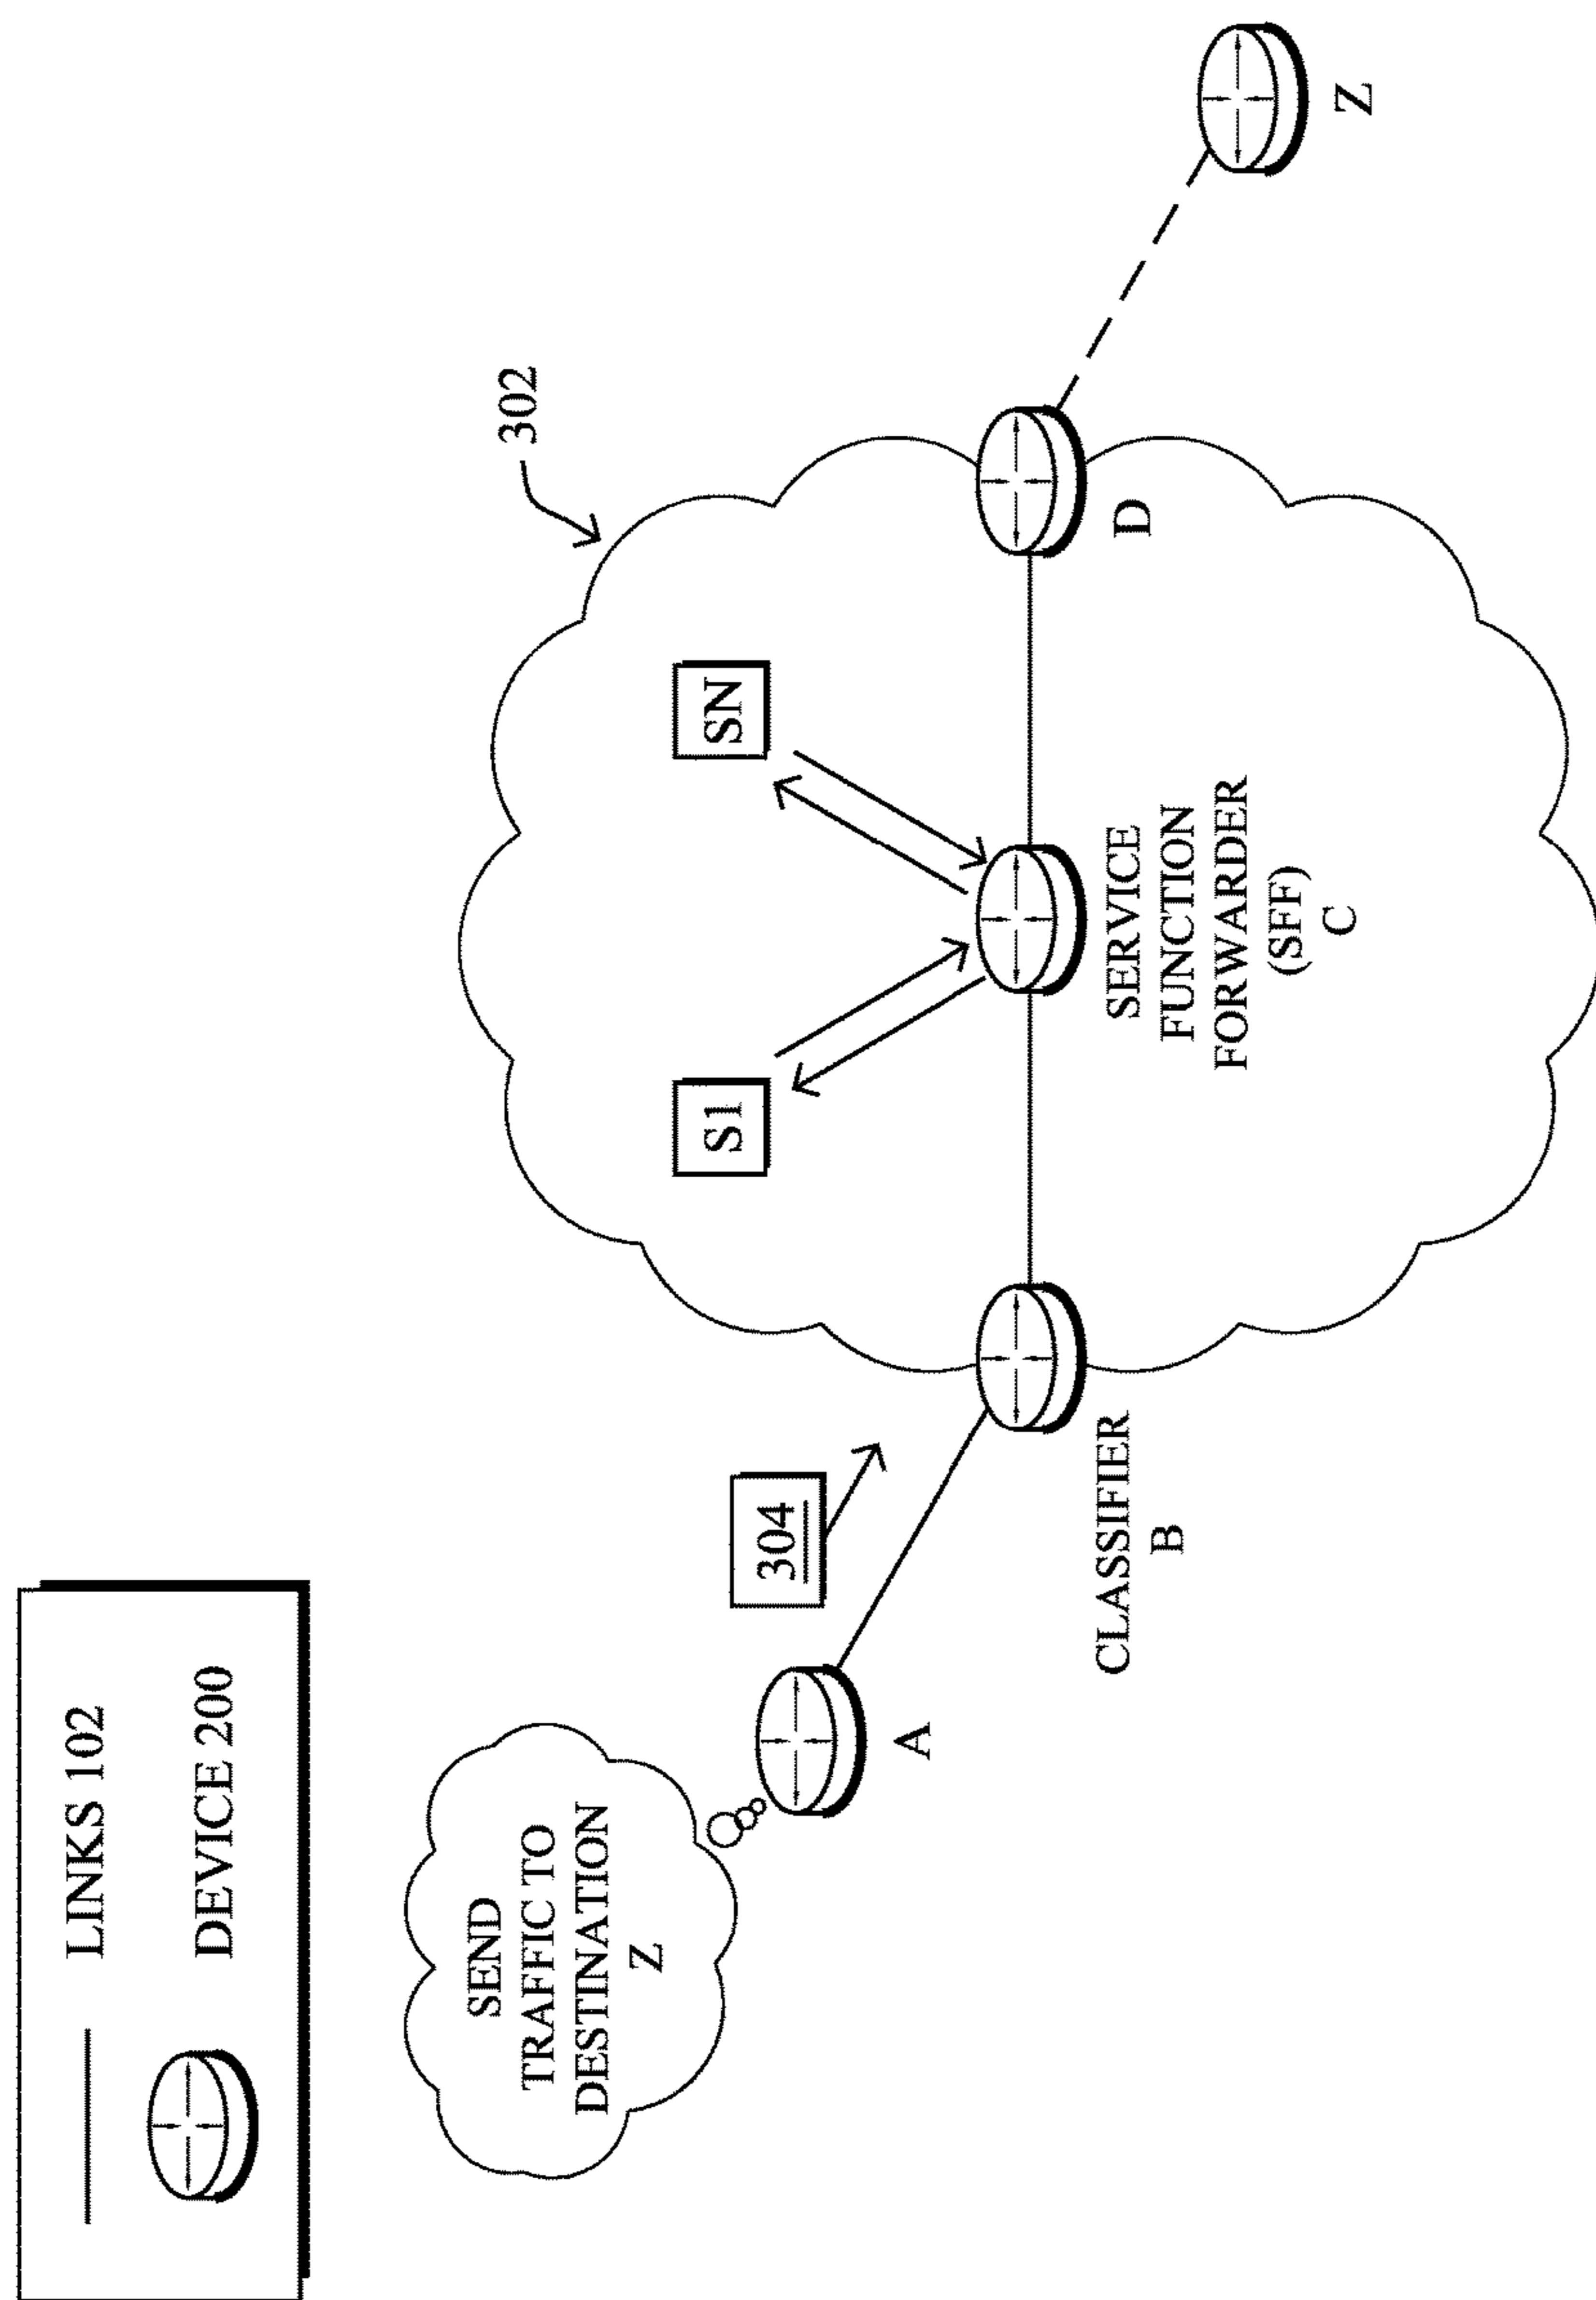 LINKS 102
DEVICE 200
SEND
TRAFFIC TO
DESTINATION
Z
A
304
CLASSIFIER
B
302
S1
SN
SERVICE
FUNCTION
FORWARDER
(SFF)
C
D
Z